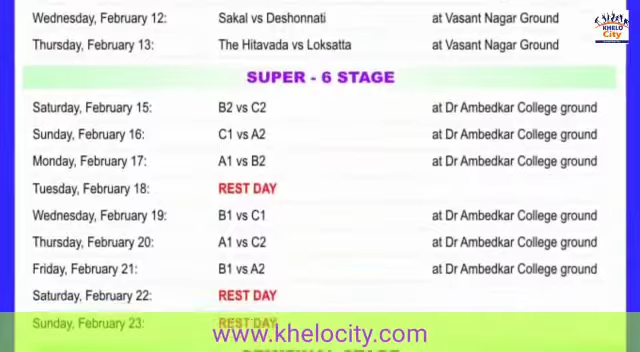 Wednesday, February 12: Sakal vs Deshonnati at Vasant Nagar Ground
KHELO
City
Thursday, February 13: The Hitavada vs Loksatta at Vasant Nagar Ground
SUPER - 6 STAGE
Saturday, February 15: B2 vs C2 at Dr Ambedkar College ground
Sunday, February 16: C1 vs A2 at Dr Ambedkar College ground
Monday, February 17: A1 vs B2 at Dr Ambedkar College ground
Tuesday, February 18: REST DAY
Wednesday, February 19: B1 vs C1 at Dr Ambedkar College ground
Thursday, February 20: A1 vs C2 at Dr Ambedkar College ground
Friday, February 21: B1 vs A2 at Dr Ambedkar College ground
Saturday, February 22: REST DAY
Sunday, February 23: REST DAY
www.khelocity.com